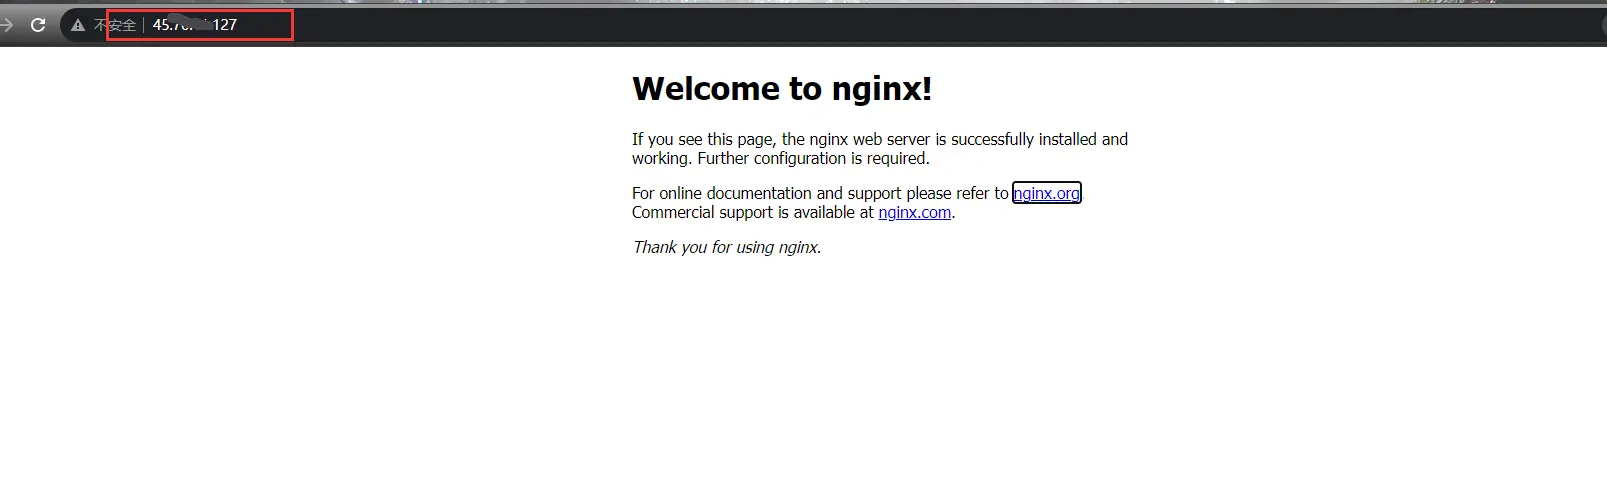 不安全 127
Welcome to nginx!
If you see this page, the nginx web server is successfully installed and
working. Further configuration is required.
For online documentation and support please refer to nginx.org.
Commercial support is available at nginx.com.
Thank you for using nginx.